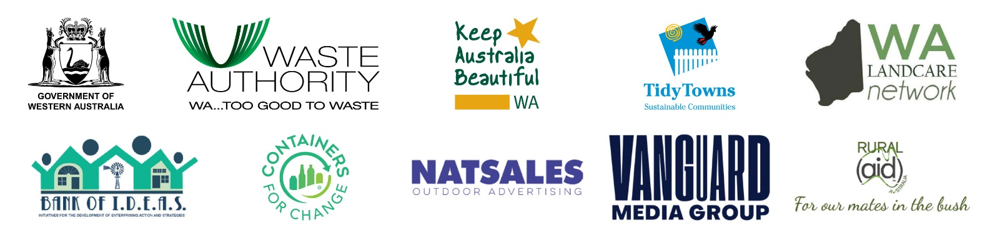 GOVERNMENT OF
WESTERN AUSTRALIA
WASTE
AUTHORITY
WA...TOO GOOD TO WASTE
Keep
Australia
Beautiful
WA
Tidy Towns
Sustainable Communities
WA
LANDCARE
network
BANK OF I.D.E.A.S.
INITIATIVES FOR THE DEVELOPMENT OF ENTERPRISING ACTION AND STRATEGIES
CONTAINERS
FOR CHANGE
NATSALES
OUTDOOR ADVERTISING
VANGUARD
MEDIA GROUP
RURAL
(aid)
AUSTRALIA
For our mates in the bush